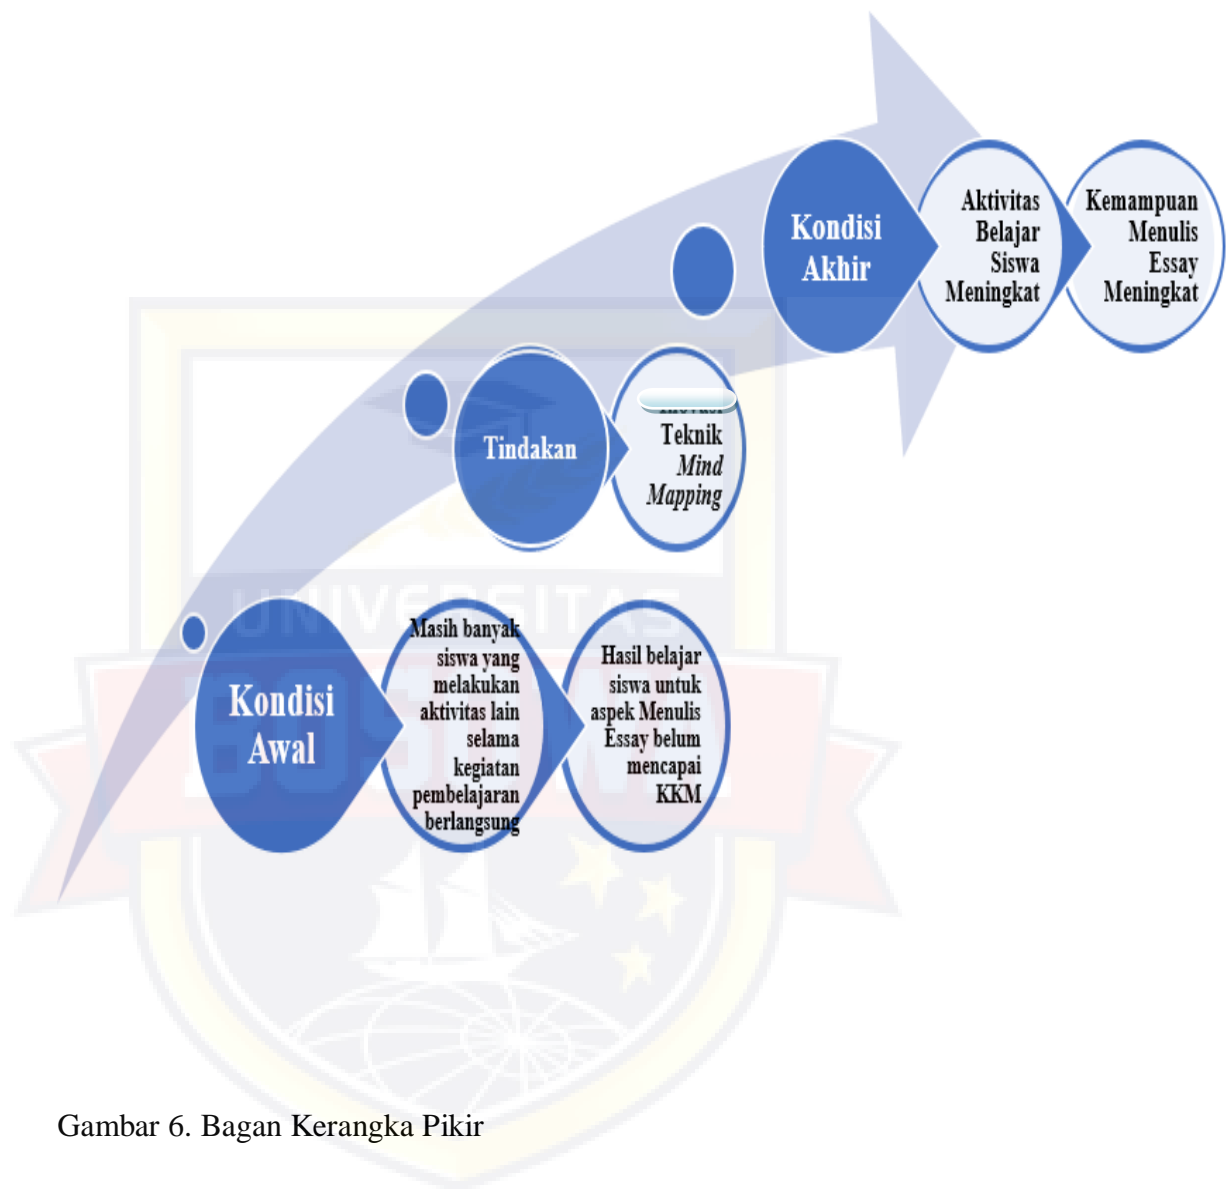 Kondisi
Akhir
Aktivitas
Belajar
Siswa
Meningkat
Kemampuan
Menulis
Essay
Meningkat
Tindakan
Teknik
Mind
Mapping
Kondisi
Awal
Masih banyak
siswa yang
melakukan
aktivitas lain
selama
kegiatan
pembelajaran
berlangsung
Hasil belajar
siswa untuk
aspek Menulis
Essay belum
mencapai
KKM
UNIVERSITAS
BOSOWA
Gambar 6. Bagan Kerangka Pikir